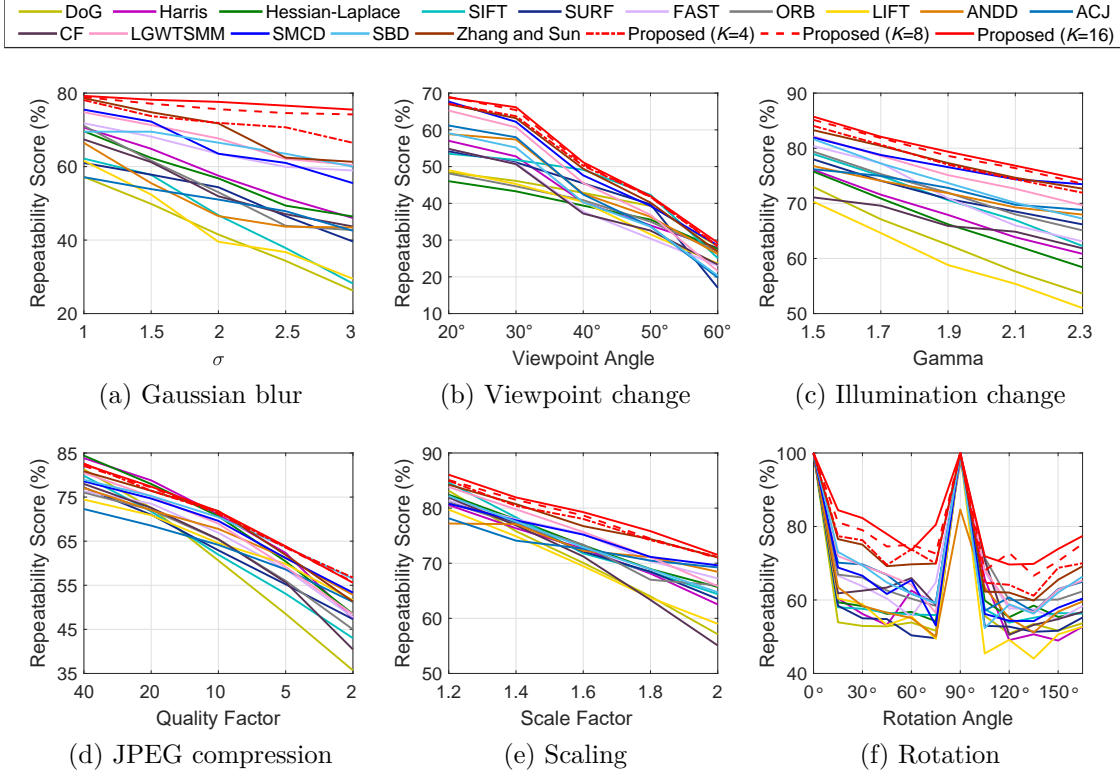 DoG Harris Hessian-Laplace SIFT SURF FAST ORB LIFT ANDD ACJ
CF LGWTSMM SMCD SBD Zhang and Sun Proposed (K=4) Proposed (K=8) Proposed (K=16)
Repeatability Score (%)
80
60
40
20
1 1.5 2 2.5 3
σ
(a) Gaussian blur
Repeatability Score (%)
70
60
50
40
30
20
10
20° 30° 40° 50° 60°
Viewpoint Angle
(b) Viewpoint change
Repeatability Score (%)
90
80
70
60
50
1.5 1.7 1.9 2.1 2.3
Gamma
(c) Illumination change
Repeatability Score (%)
85
75
65
55
45
35
40 20 10 5 2
Quality Factor
(d) JPEG compression
Repeatability Score (%)
90
80
70
60
50
1.2 1.4 1.6 1.8 2
Scale Factor
(e) Scaling
Repeatability Score (%)
100
80
60
40
0° 30° 60° 90° 120° 150°
Rotation Angle
(f) Rotation